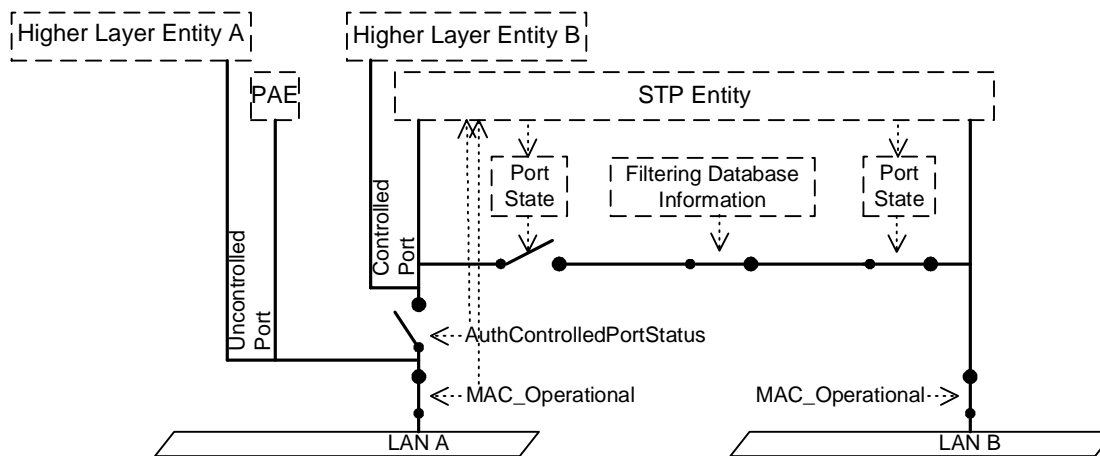 Higher Layer Entity A
Higher Layer Entity B
PAE
STP Entity
Port
State
Filtering Database
Information
Port
State
Uncontrolled
Port
Controlled
Port
AuthControlledPortStatus
MAC_Operational
MAC_Operational
LAN A
LAN B